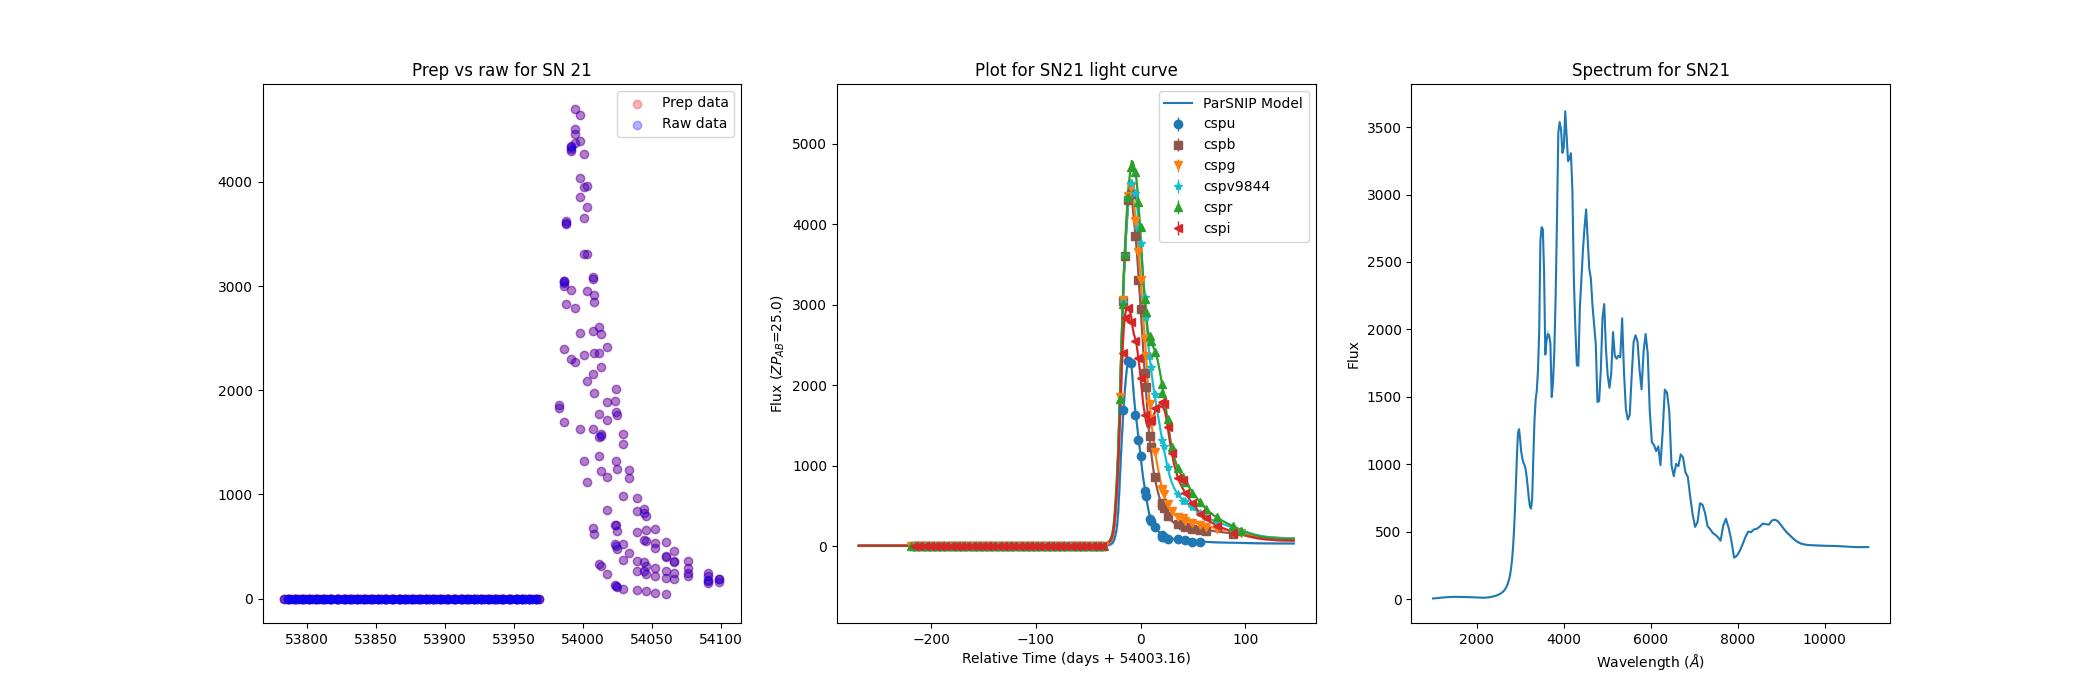 Prep vs raw for SN 21
Prep data
Raw data
4000
3000
2000
1000
0
53800 53850 53900 53950 54000 54050 54100
Plot for SN21 light curve
ParSNIP Model
cspu
cspb
cspg
cspv9844
cspr
cspi
Flux (ZP_AB=25.0)
5000
4000
3000
2000
1000
0
−200 −100 0 100
Relative Time (days + 54003.16)
Spectrum for SN21
Flux
3500
3000
2500
2000
1500
1000
500
0
2000 4000 6000 8000 10000
Wavelength (Å)